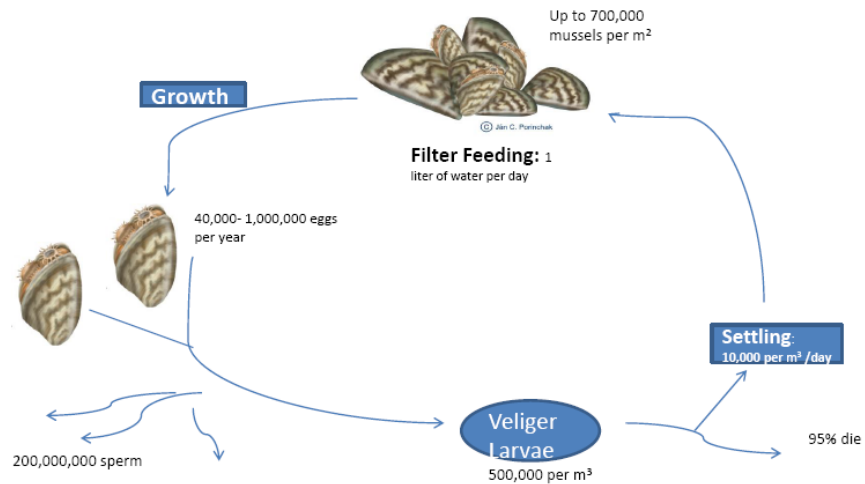 Up to 700,000
mussels per m²
Growth
© Ján C. Porinchak
Filter Feeding: 1
liter of water per day
40,000- 1,000,000 eggs
per year
Settling:
10,000 per m³ /day
Veliger
Larvae
95% die
200,000,000 sperm
500,000 per m³